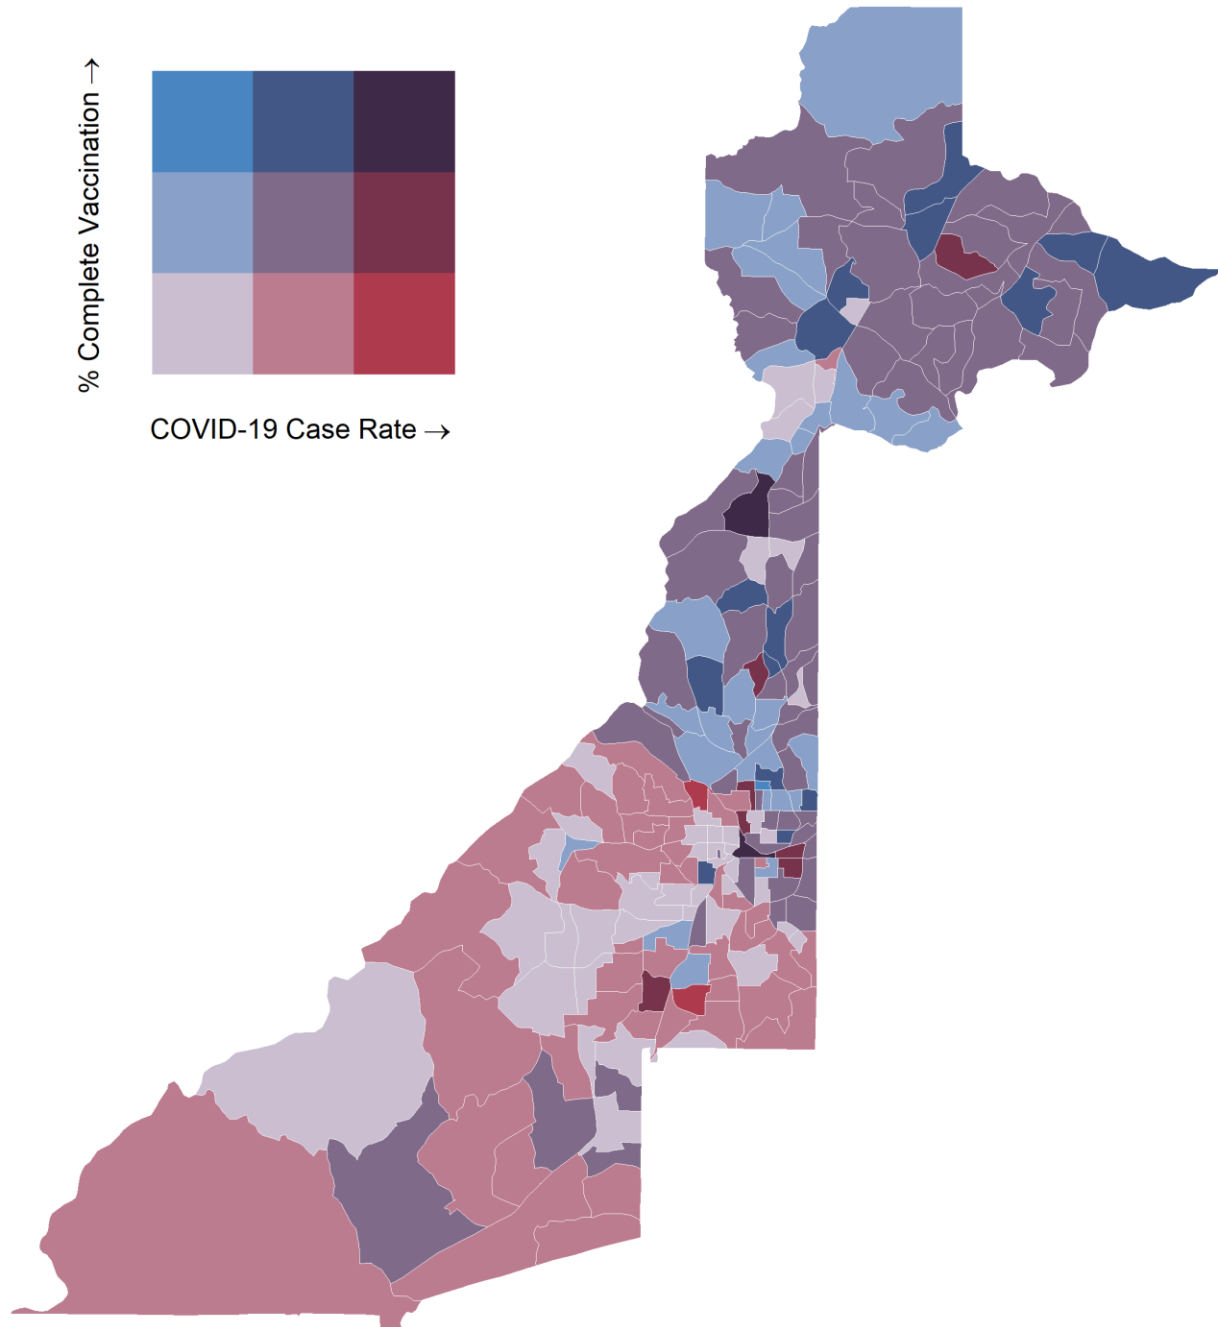 % Complete Vaccination →
COVID-19 Case Rate →